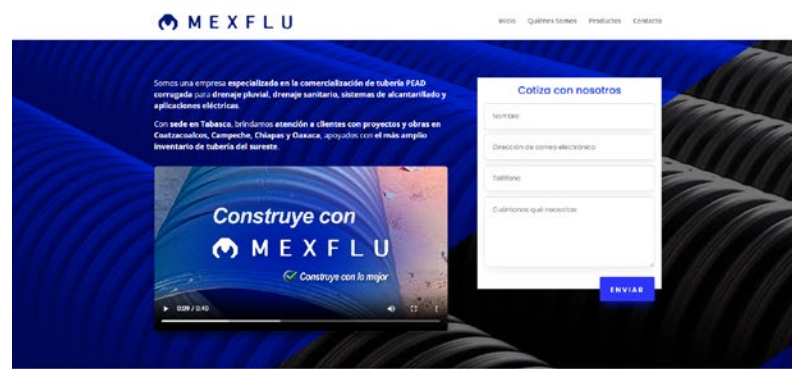 MEXFLU
Inicio Quiénes Somos Productos Contacto
Somos una empresa especializada en la comercialización de tubería PEAD
corrugada para drenaje pluvial, drenaje sanitario, sistemas de alcantarillado y
aplicaciones eléctricas.
Con sede en Tabasco, brindamos atención a clientes con proyectos y obras en
Coatzacoalcos, Campeche, Chiapas y Oaxaca, apoyados con el más amplio
inventario de tubería del sureste.
Construye con
MEXFLU
Construye con lo mejor
0:09 / 0:40
Cotiza con nosotros
Nombre
Dirección de correo electrónico
Teléfono
Cuéntanos qué necesitas
ENVIAR